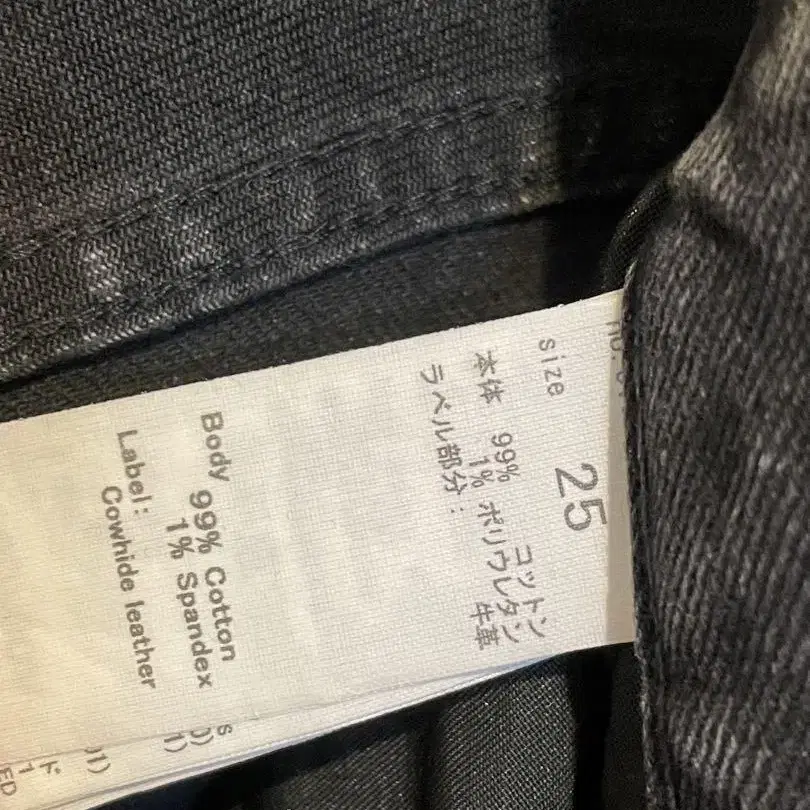 size 25
本体 99% コットン
1% ポリウレタン
ラベル部分: 牛革
Body 99% Cotton
1% Spandex
Label:
Cowhide leather